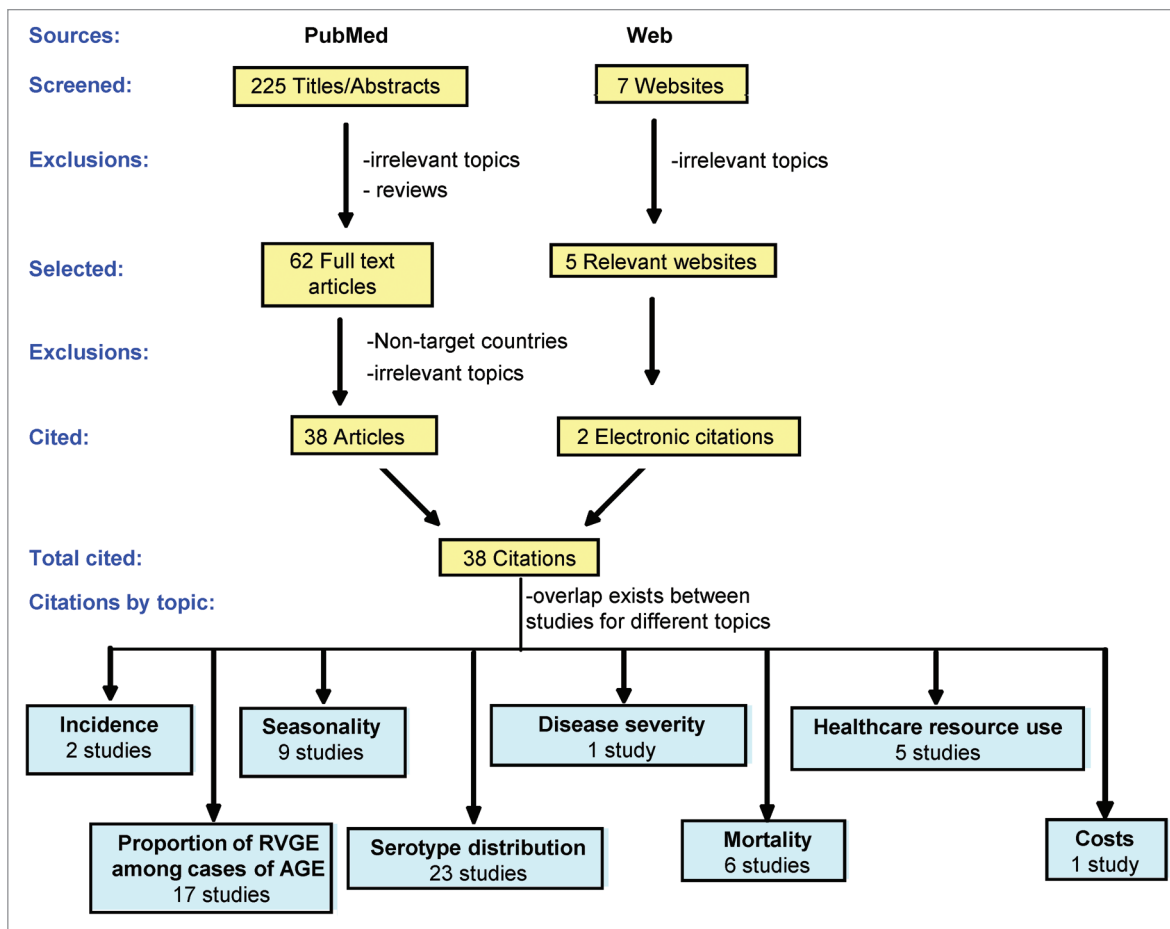 Sources: PubMed Web
Screened: 225 Titles/Abstracts 7 Websites
Exclusions: -irrelevant topics -irrelevant topics
- reviews
Selected: 62 Full text articles 5 Relevant websites
Exclusions: -Non-target countries
-irrelevant topics
Cited: 38 Articles 2 Electronic citations
Total cited: 38 Citations
Citations by topic: -overlap exists between
studies for different topics
Incidence
2 studies
Seasonality
9 studies
Disease severity
1 study
Healthcare resource use
5 studies
Proportion of RVGE
among cases of AGE
17 studies
Serotype distribution
23 studies
Mortality
6 studies
Costs
1 study